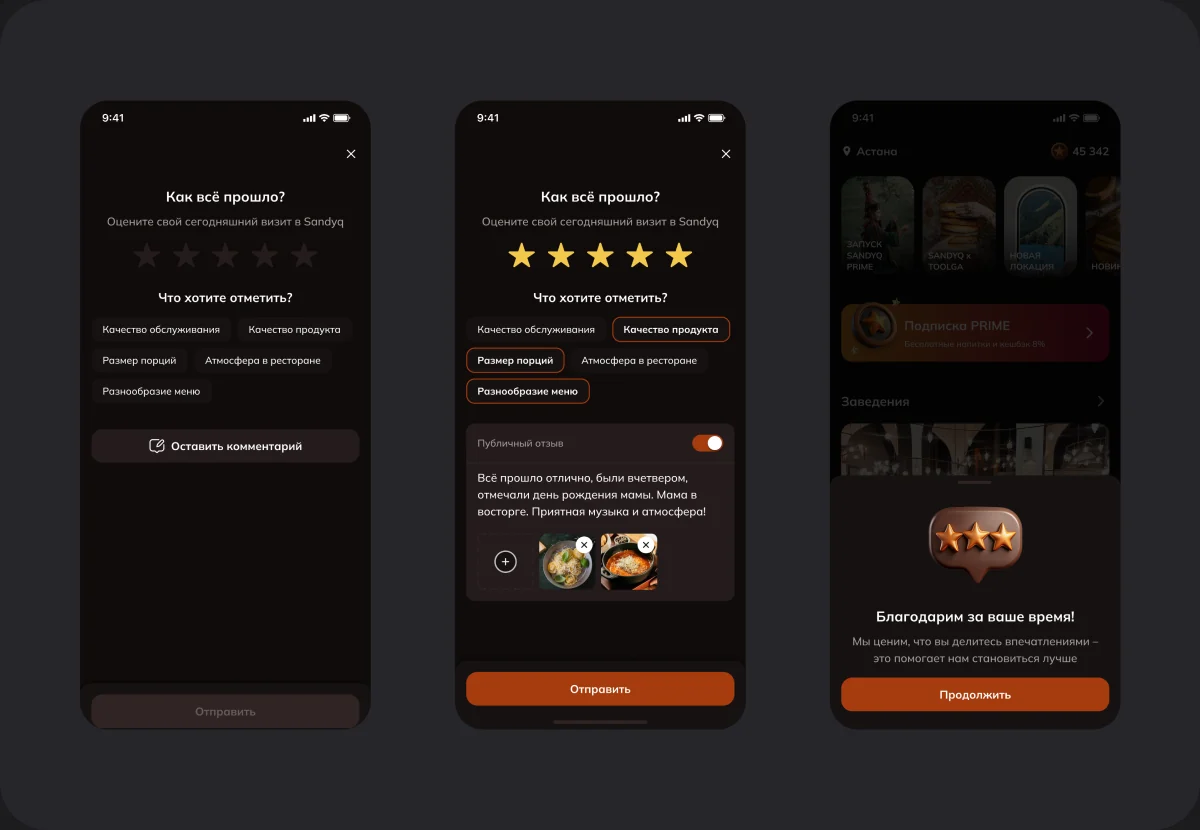 9:41
Как всё прошло?
Оцените свой сегодняшний визит в Sandyq
Что хотите отметить?
Качество обслуживания
Качество продукта
Размер порций
Атмосфера в ресторане
Разнообразие меню
Оставить комментарий
Отправить
9:41
Как всё прошло?
Оцените свой сегодняшний визит в Sandyq
Что хотите отметить?
Качество обслуживания
Качество продукта
Размер порций
Атмосфера в ресторане
Разнообразие меню
Публичный отзыв
Всё прошло отлично, были вчетвером,
отмечали день рождения мамы. Мама в
восторге. Приятная музыка и атмосфера!
Отправить
9:41
Астана
45 342
ЗАПУСК
SANDYQ
PRIME
SANDYQ x
TOOLGA
НОВАЯ
ЛОКАЦИЯ
НОВИН
Подписка PRIME
Бесплатные напитки и кешбэк 8%
Заведения
Благодарим за ваше время!
Мы ценим, что вы делитесь впечатлениями –
это помогает нам становиться лучше
Продолжить